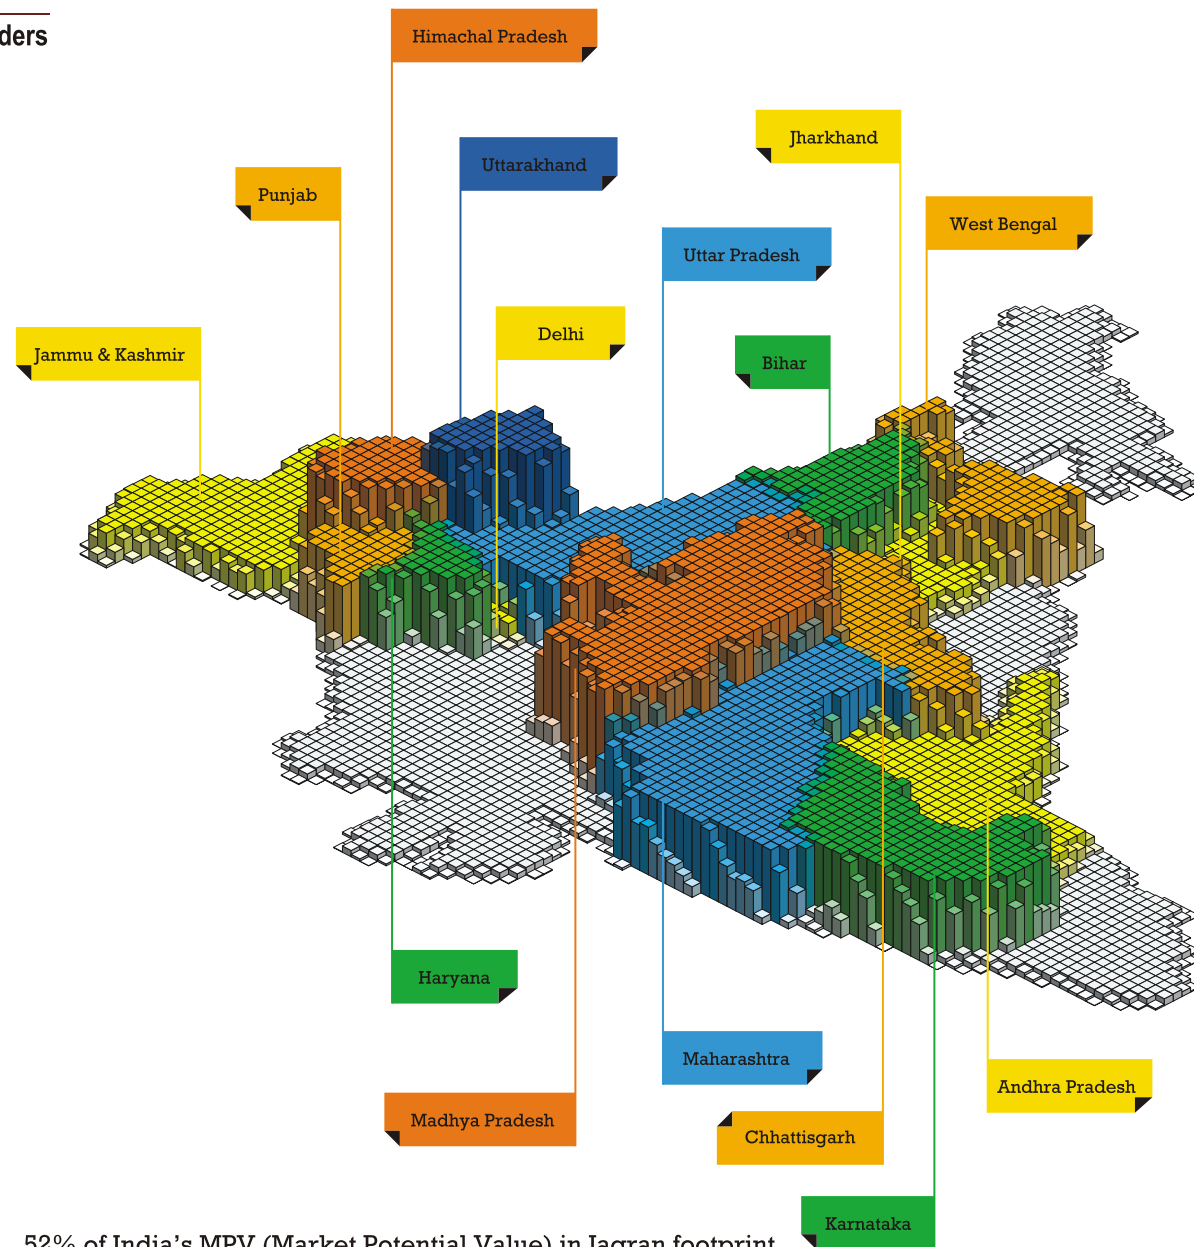 ders
Himachal Pradesh
Jharkhand
Uttarakhand
Punjab
West Bengal
Uttar Pradesh
Delhi
Jammu & Kashmir
Bihar
Haryana
Maharashtra
Andhra Pradesh
Madhya Pradesh
Chhattisgarh
Karnataka
52% of India's MPV (Market Potential Value) in Jagran footprint